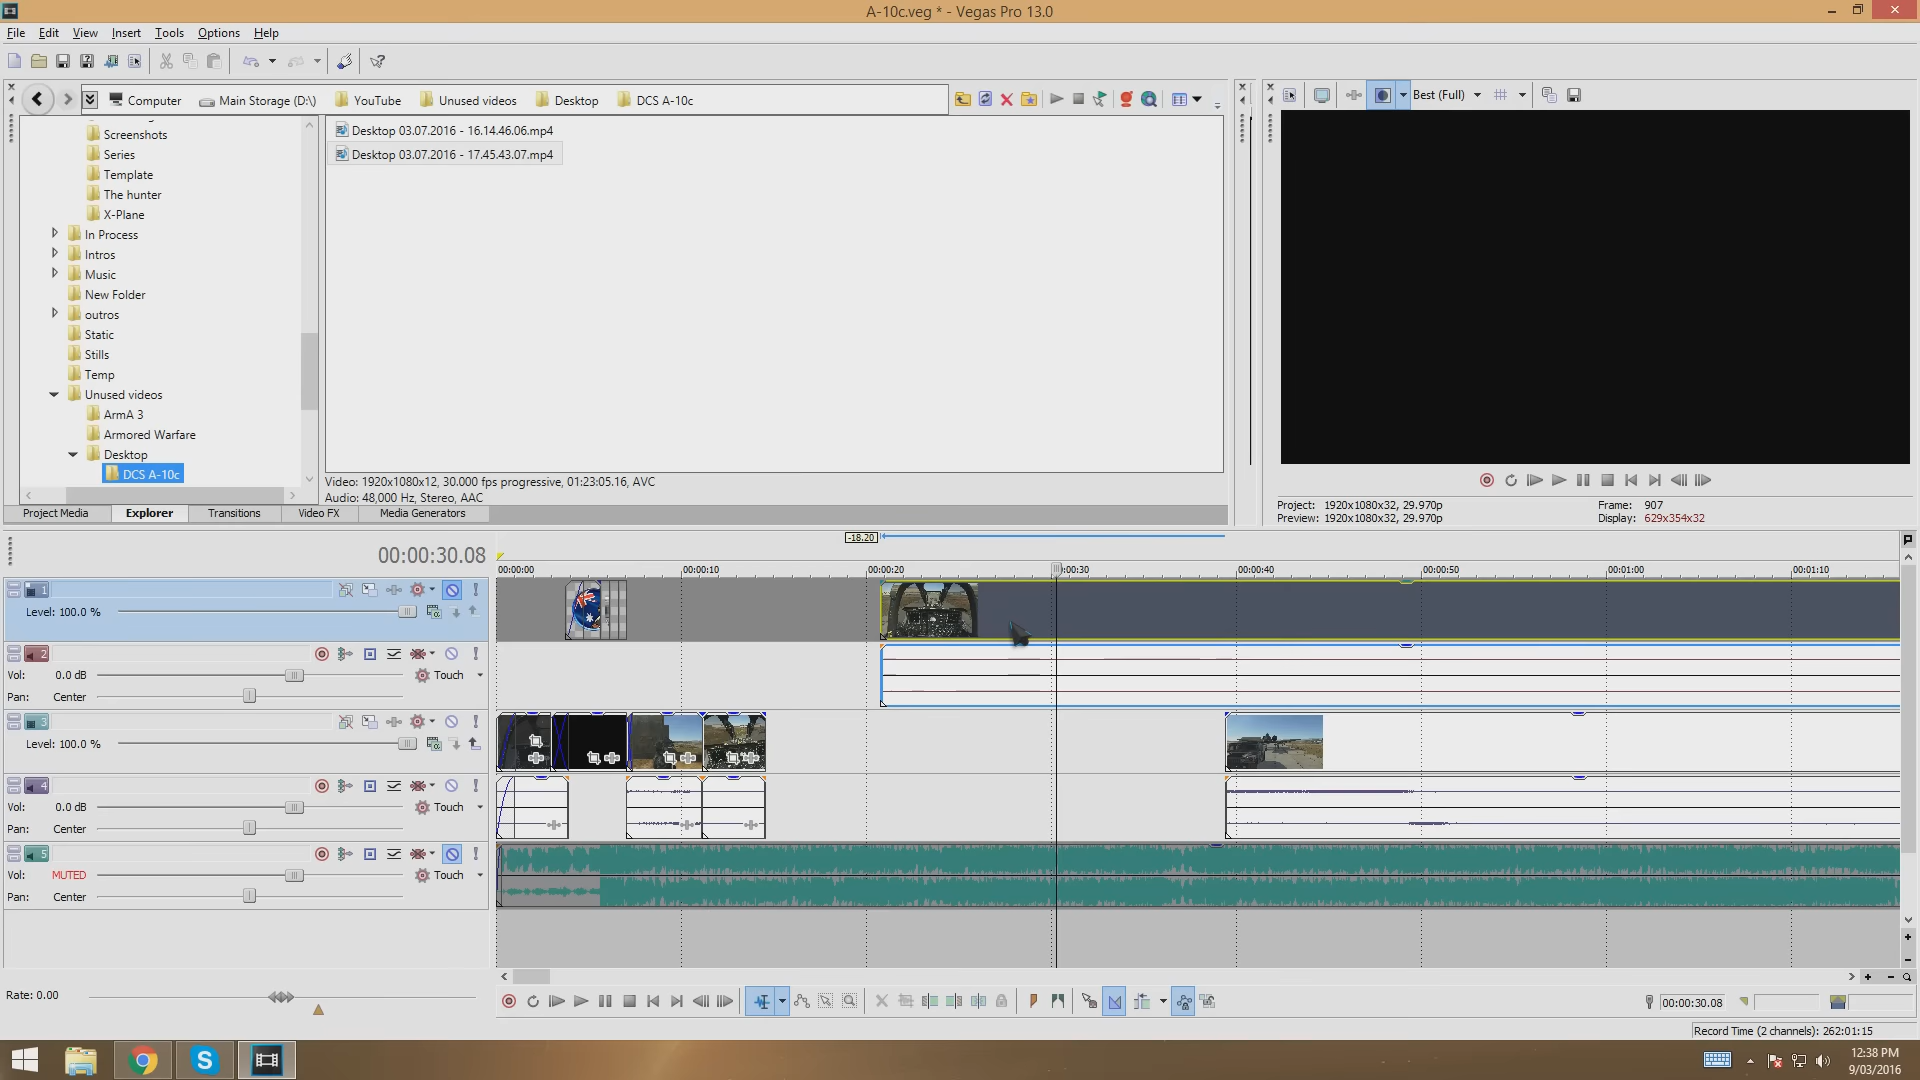 A-10c.veg * - Vegas Pro 13.0
File Edit View Insert Tools Options Help
Computer Main Storage (D:\) YouTube Unused videos Desktop DCS A-10c
Best (Full)
Screenshots
Series
Template
The hunter
X-Plane
In Process
Intros
Music
New Folder
outros
Static
Stills
Temp
Unused videos
ArmA 3
Armored Warfare
Desktop
DCS A-10c
Desktop 03.07.2016 - 16.14.46.06.mp4
Desktop 03.07.2016 - 17.45.43.07.mp4
Video: 1920x1080x12, 30.000 fps progressive, 01:23:05.16, AVC
Audio: 48,000 Hz, Stereo, AAC
Project Media Explorer Transitions Video FX Media Generators
Project: 1920x1080x32, 29.970p Frame: 907
Preview: 1920x1080x32, 29.970p Display: 629x354x32
-18.20
00:00:30.08
00:00:00 00:00:10 00:00:20 :00:30 00:00:40 00:00:50 00:01:00 00:01:10
1
Level: 100.0 %
2
Vol: 0.0 dB Touch
Pan: Center
3
Level: 100.0 %
4
Vol: 0.0 dB Touch
Pan: Center
5
Vol: MUTED Touch
Pan: Center
Rate: 0.00
00:00:30.08
Record Time (2 channels): 262:01:15
12:38 PM
9/03/2016